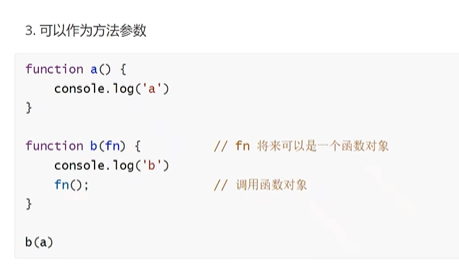 3. 可以作为方法参数
function a() {
    console.log('a')
}
function b(fn) {          // fn 将来可以是一个函数对象
    console.log('b')
    fn();                 // 调用函数对象
}
b(a)